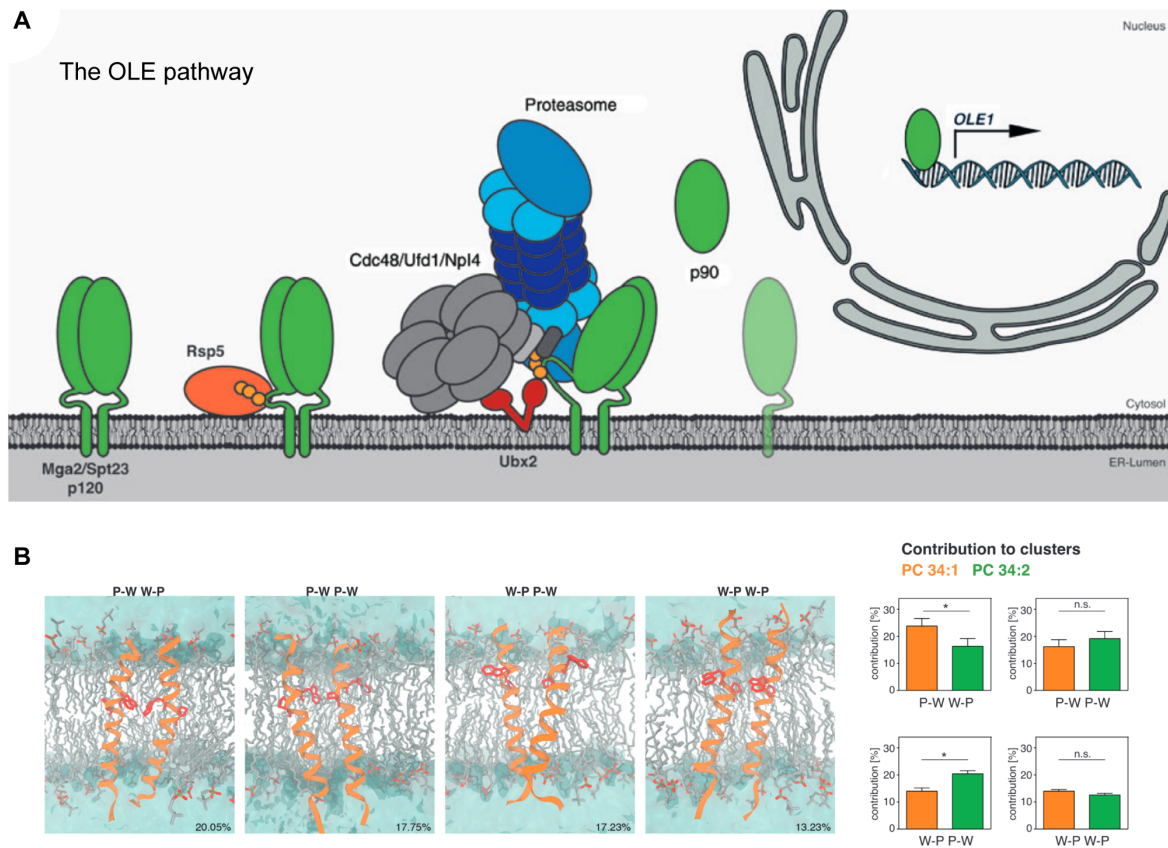 A
Nucleus
The OLE pathway
Proteasome
OLE1
Cdc48/Ufd1/Npl4
p90
Rsp5
Cytosol
Mga2/Spt23
p120
Ubx2
ER-Lumen
B
P-W W-P
P-W P-W
W-P P-W
W-P W-P
20.05%
17.75%
17.23%
13.23%
Contribution to clusters
PC 34:1 PC 34:2
contribution [%]
30
20
10
0
*
P-W W-P
contribution [%]
30
20
10
0
n.s.
P-W P-W
contribution [%]
30
20
10
0
*
W-P P-W
contribution [%]
30
20
10
0
n.s.
W-P W-P